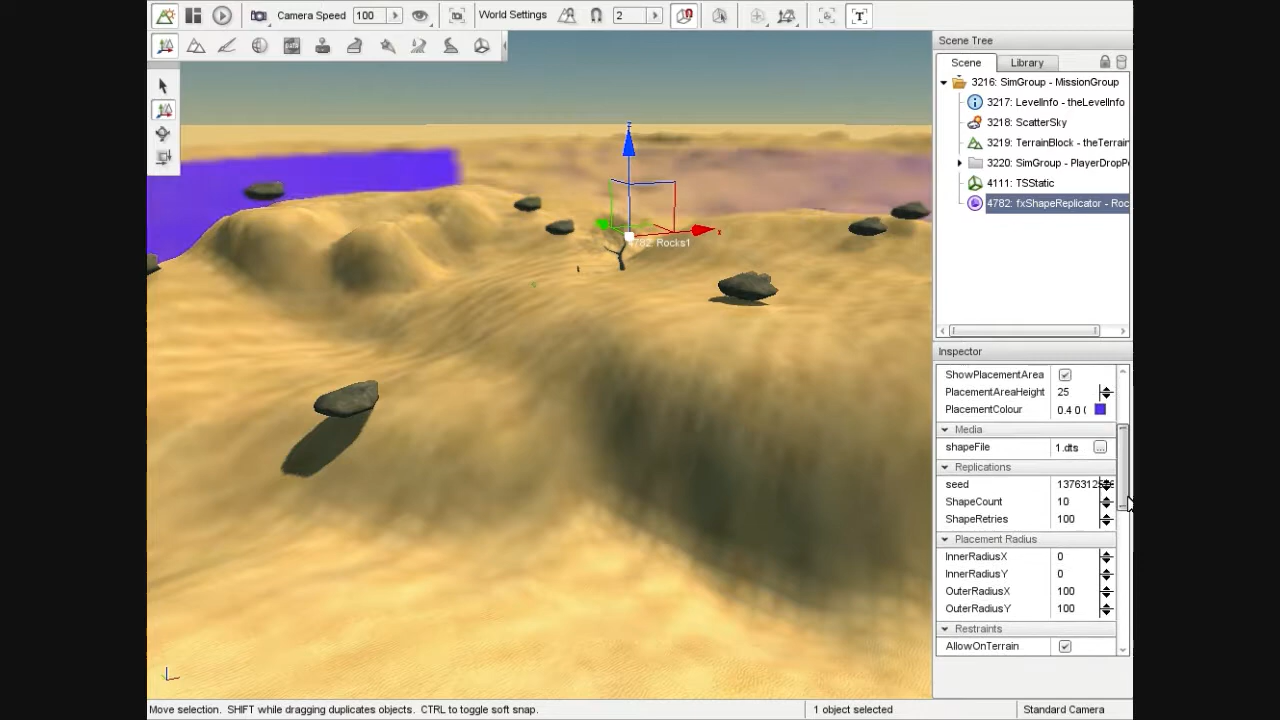 Camera Speed 100
World Settings
2
T
Scene Tree
Scene Library
3216: SimGroup - MissionGroup
3217: LevelInfo - theLevelInfo
3218: ScatterSky
3219: TerrainBlock - theTerrain
3220: SimGroup - PlayerDropP
4111: TSStatic
4782: fxShapeReplicator - Roc
z
x
4782: Rocks1
Inspector
ShowPlacementArea
PlacementAreaHeight 25
PlacementColour 0.4 0 (
Media
shapeFile 1.dts ...
Replications
seed 1376312
ShapeCount 10
ShapeRetries 100
Placement Radius
InnerRadiusX 0
InnerRadiusY 0
OuterRadiusX 100
OuterRadiusY 100
Restraints
AllowOnTerrain
Move selection. SHIFT while dragging duplicates objects. CTRL to toggle soft snap.
1 object selected
Standard Camera